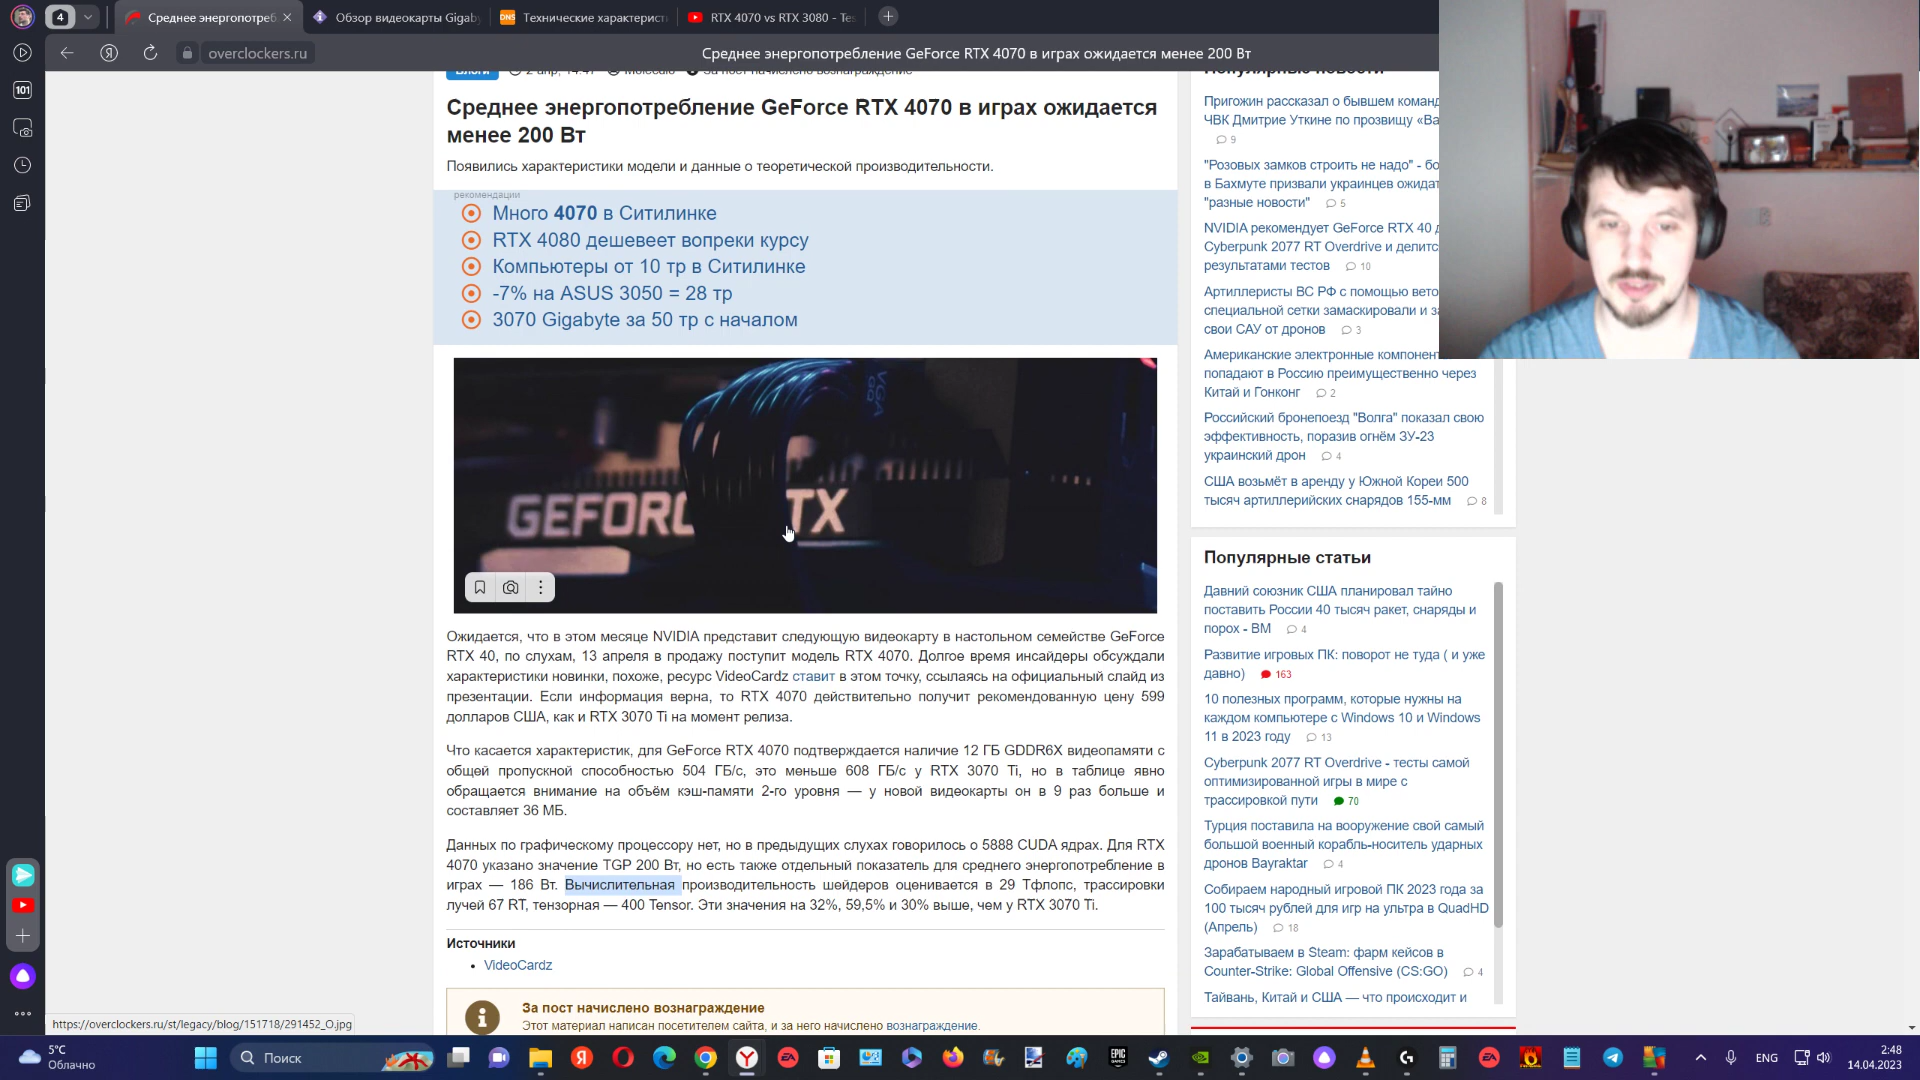 4
Среднее энергопотреб
Обзор видеокарты Gigab
DNS
Технические характерист
RTX 4070 vs RTX 3080 - Tes
Я
overclockers.ru
Среднее энергопотребление GeForce RTX 4070 в играх ожидается менее 200 Вт
101
Блоги
2 апр, 14:47
Molecule
За пост начислено вознаграждение
Среднее энергопотребление GeForce RTX 4070 в играх ожидается
менее 200 Вт
Появились характеристики модели и данные о теоретической производительности.
рекомендации
Много 4070 в Ситилинке
RTX 4080 дешевеет вопреки курсу
Компьютеры от 10 тр в Ситилинке
-7% на ASUS 3050 = 28 тр
3070 Gigabyte за 50 тр с началом
VGA
GEFORC TX
Ожидается, что в этом месяце NVIDIA представит следующую видеокарту в настольном семействе GeForce
RTX 40, по слухам, 13 апреля в продажу поступит модель RTX 4070. Долгое время инсайдеры обсуждали
характеристики новинки, похоже, ресурс VideoCardz ставит в этом точку, ссылаясь на официальный слайд из
презентации. Если информация верна, то RTX 4070 действительно получит рекомендованную цену 599
долларов США, как и RTX 3070 Ti на момент релиза.
Что касается характеристик, для GeForce RTX 4070 подтверждается наличие 12 ГБ GDDR6X видеопамяти с
общей пропускной способностью 504 ГБ/с, это меньше 608 ГБ/с у RTX 3070 Ti, но в таблице явно
обращается внимание на объём кэш-памяти 2-го уровня — у новой видеокарты он в 9 раз больше и
составляет 36 МБ.
Данных по графическому процессору нет, но в предыдущих слухах говорилось о 5888 CUDA ядрах. Для RTX
4070 указано значение TGP 200 Вт, но есть также отдельный показатель для среднего энергопотребление в
играх — 186 Вт. Вычислительная производительность шейдеров оценивается в 29 Тфлопс, трассировки
лучей 67 RT, тензорная — 400 Tensor. Эти значения на 32%, 59,5% и 30% выше, чем у RTX 3070 Ti.
Источники
VideoCardz
За пост начислено вознаграждение
Этот материал написан посетителем сайта, и за него начислено вознаграждение.
Популярные новости
Пригожин рассказал о бывшем команд
ЧВК Дмитрие Уткине по прозвищу «Ва
9
"Розовых замков строить не надо" - бо
в Бахмуте призвали украинцев ожидат
"разные новости" 5
NVIDIA рекомендует GeForce RTX 40 д
Cyberpunk 2077 RT Overdrive и делитс
результатами тестов 10
Артиллеристы ВС РФ с помощью вето
специальной сетки замаскировали и за
свои САУ от дронов 3
Американские электронные компонент
попадают в Россию преимущественно через
Китай и Гонконг 2
Российский бронепоезд "Волга" показал свою
эффективность, поразив огнём ЗУ-23
украинский дрон 4
США возьмёт в аренду у Южной Кореи 500
тысяч артиллерийских снарядов 155-мм 8
Популярные статьи
Давний союзник США планировал тайно
поставить России 40 тысяч ракет, снаряды и
порох - ВМ 4
Развитие игровых ПК: поворот не туда ( и уже
давно) 163
10 полезных программ, которые нужны на
каждом компьютере с Windows 10 и Windows
11 в 2023 году 13
Cyberpunk 2077 RT Overdrive - тесты самой
оптимизированной игры в мире с
трассировкой пути 70
Турция поставила на вооружение свой самый
большой военный корабль-носитель ударных
дронов Bayraktar 4
Собираем народный игровой ПК 2023 года за
100 тысяч рублей для игр на ультра в QuadHD
(Апрель) 18
Зарабатываем в Steam: фарм кейсов в
Counter-Strike: Global Offensive (CS:GO) 4
Тайвань, Китай и США — что происходит и
https://overclockers.ru/st/legacy/blog/151718/291452_O.jpg
5°C
Облачно
Поиск
ENG
2:48
14.04.2023